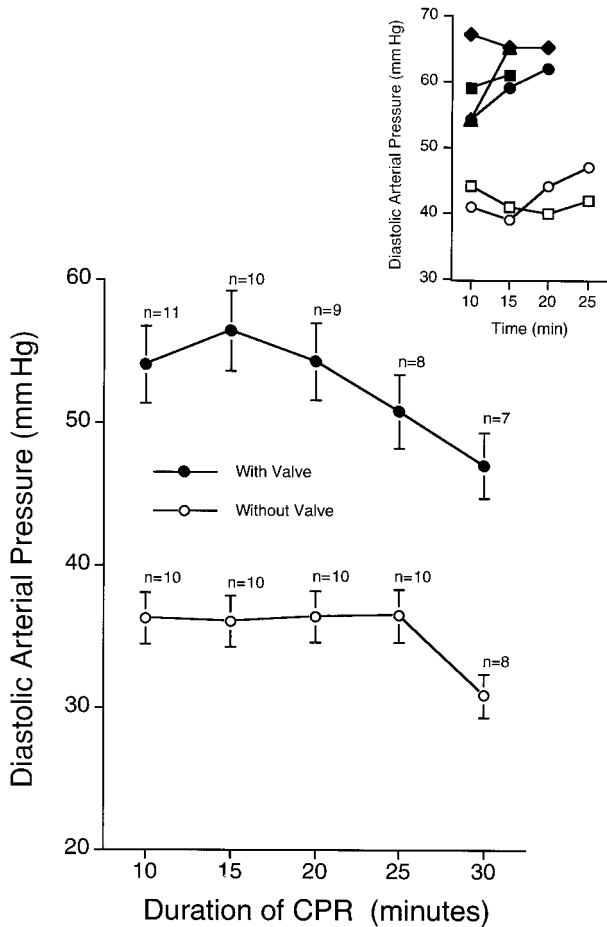 Diastolic Arterial Pressure (mm Hg)
70
60
50
40
30
10 15 20 25
Time (min)
Diastolic Arterial Pressure (mm Hg)
60
50
40
30
20
n=11
n=10
n=9
n=8
n=7
With Valve
Without Valve
n=10
n=10
n=10
n=10
n=8
10 15 20 25 30
Duration of CPR (minutes)